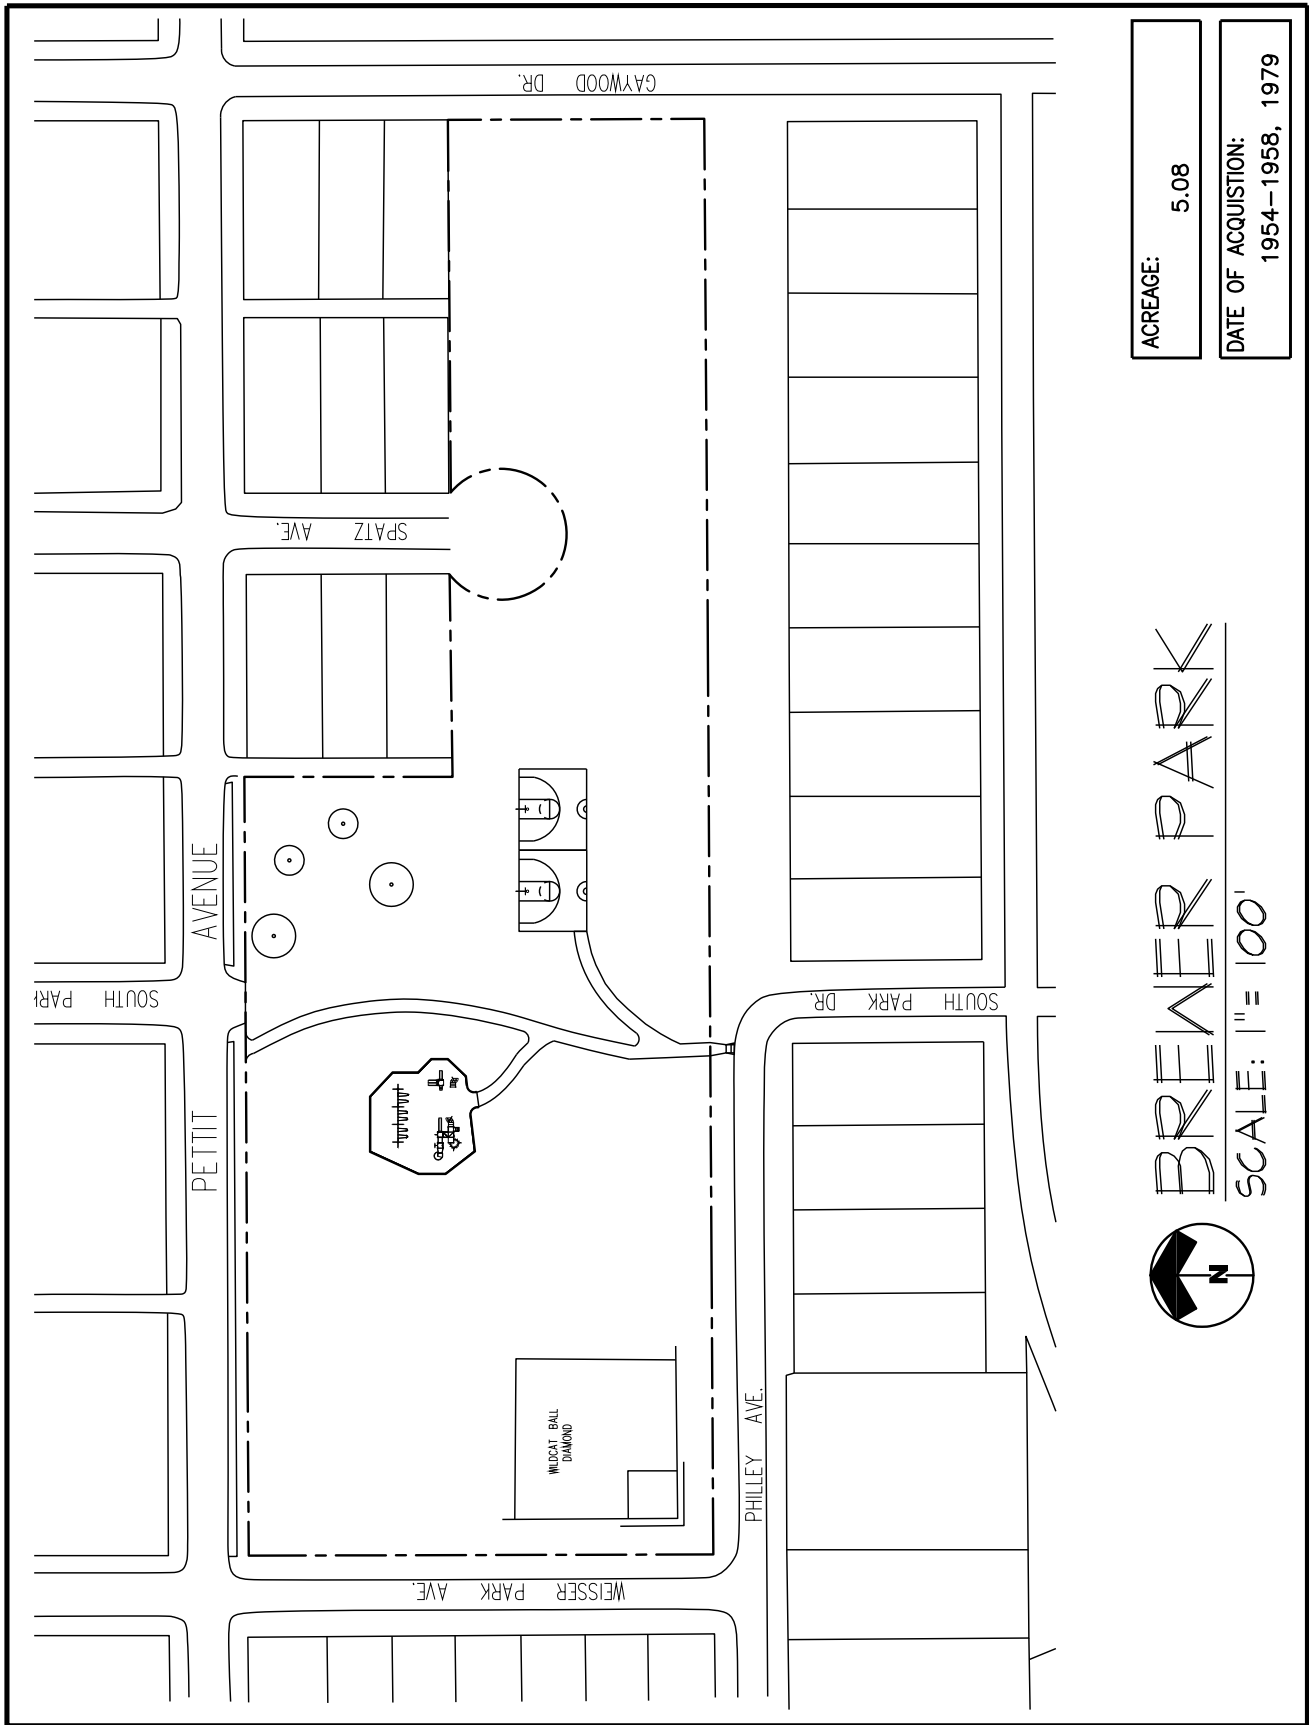 GAYWOOD DR.
SPATZ AVE.
AVENUE
SOUTH PARK
SOUTH PARK DR.
PETTIT
WILDCAT BALL
DIAMOND
PHILLEY AVE.
WEISSER PARK AVE.
ACREAGE:
5.08
DATE OF ACQUISTION:
1954-1958, 1979
BREWER PARK
SCALE: 1"= 100'
N